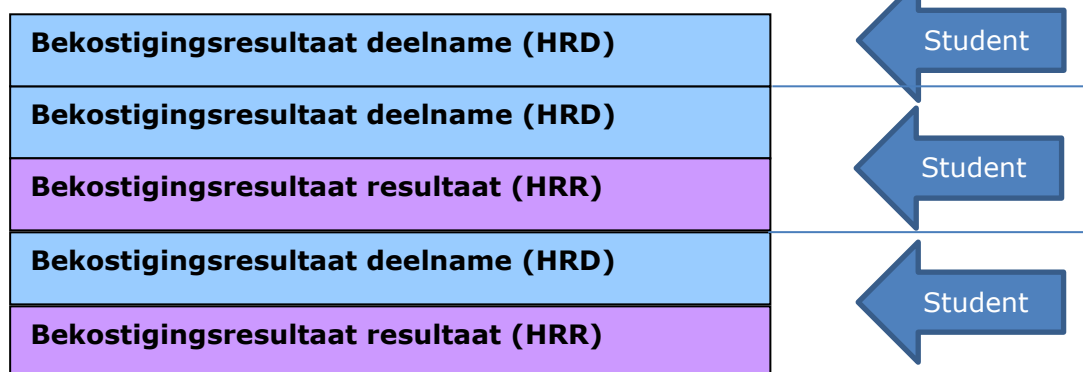 Bekostigingsresultaat deelname (HRD)
Student
Bekostigingsresultaat deelname (HRD)
Student
Bekostigingsresultaat resultaat (HRR)
Bekostigingsresultaat deelname (HRD)
Student
Bekostigingsresultaat resultaat (HRR)